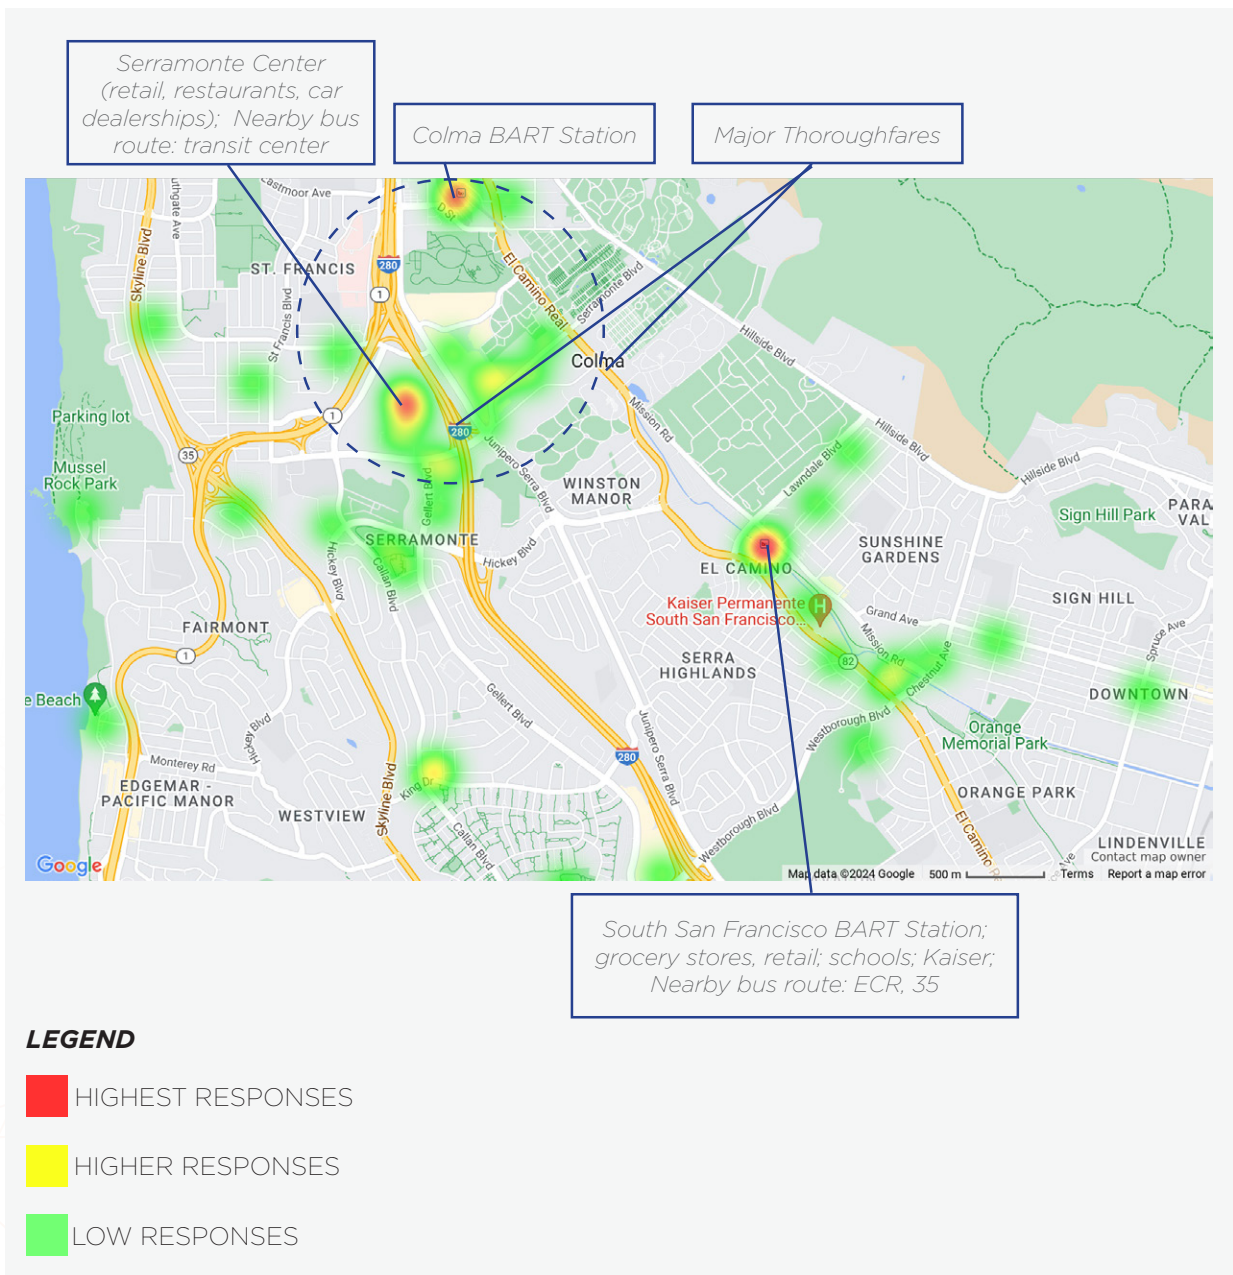 Serramonte Center
(retail, restaurants, car
dealerships);  Nearby bus
route: transit center
Colma BART Station
Major Thoroughfares
Eastmoor Ave
Skyline Blvd
D St
ST. FRANCIS
280
1
El Camino Real
Serramonte Blvd
St Francis Blvd
Hillside Blvd
Colma
Parking lot
1
280
Mission Rd
Hillside Blvd
35
Mussel
Rock Park
Junipero Serra Blvd
Gellert Blvd
WINSTON
MANOR
Lawndale Blvd
Hillside Blvd
PARA
VAL
Sign Hill Park
SERRAMONTE
Hickey Blvd
Hickey Blvd
Callan Blvd
EL CAMINO
SUNSHINE
GARDENS
Kaiser Permanente
South San Francisco...
H
Grand Ave
SIGN HILL
FAIRMONT
1
SERRA
HIGHLANDS
82
Mission Rd
Chestnut Ave
Spruce Ave
DOWNTOWN
e Beach
Hickey Blvd
Gellert Blvd
Junipero Serra Blvd
Westborough Blvd
Orange
Memorial Park
280
Monterey Rd
EDGEMAR -
PACIFIC MANOR
WESTVIEW
Skyline Blvd
King Dr
Callan Blvd
Westborough Blvd
ORANGE PARK
El Camino R
LINDENVILLE
Contact map owner
Google
Map data ©2024 Google
500 m
Terms
Report a map error
South San Francisco BART Station;
grocery stores, retail; schools; Kaiser;
Nearby bus route: ECR, 35
LEGEND
HIGHEST RESPONSES
HIGHER RESPONSES
LOW RESPONSES